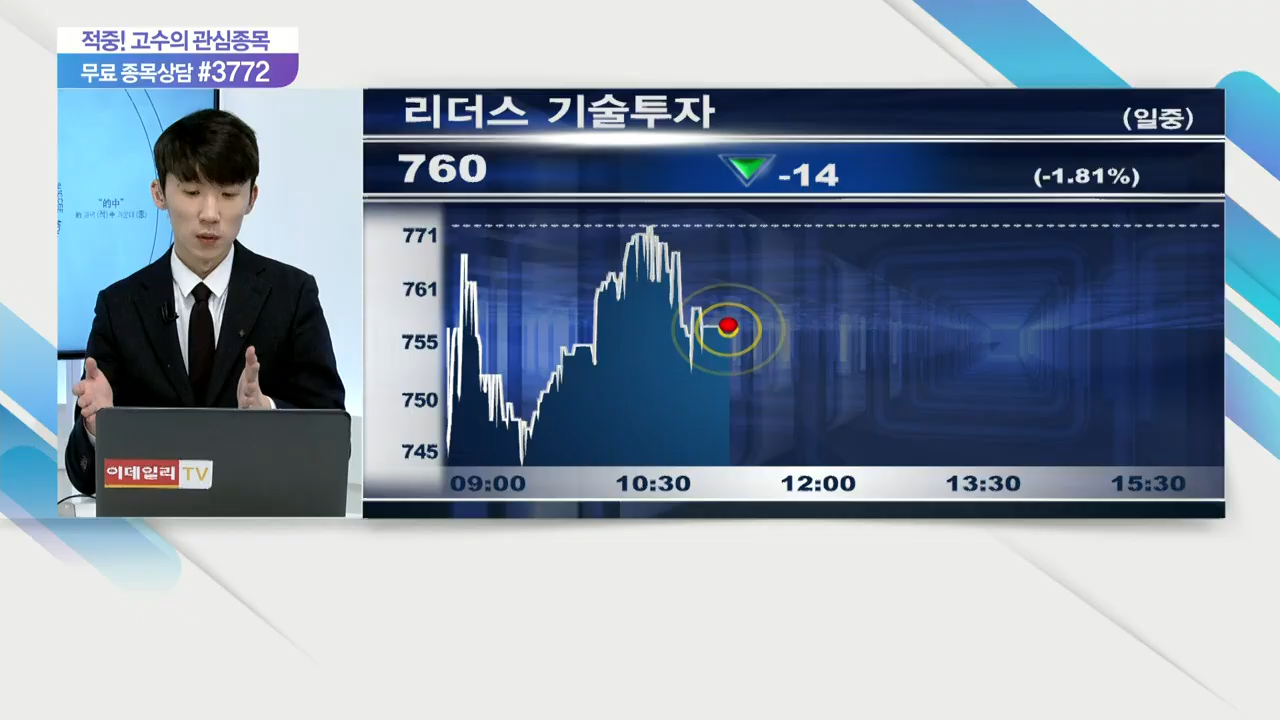 적중! 고수의 관심종목
무료 종목상담 #3772
리더스 기술투자
(일중)
760
-14
(-1.81%)
771
761
755
750
745
09:00
10:30
12:00
13:30
15:30
"的中"
이데일리 TV